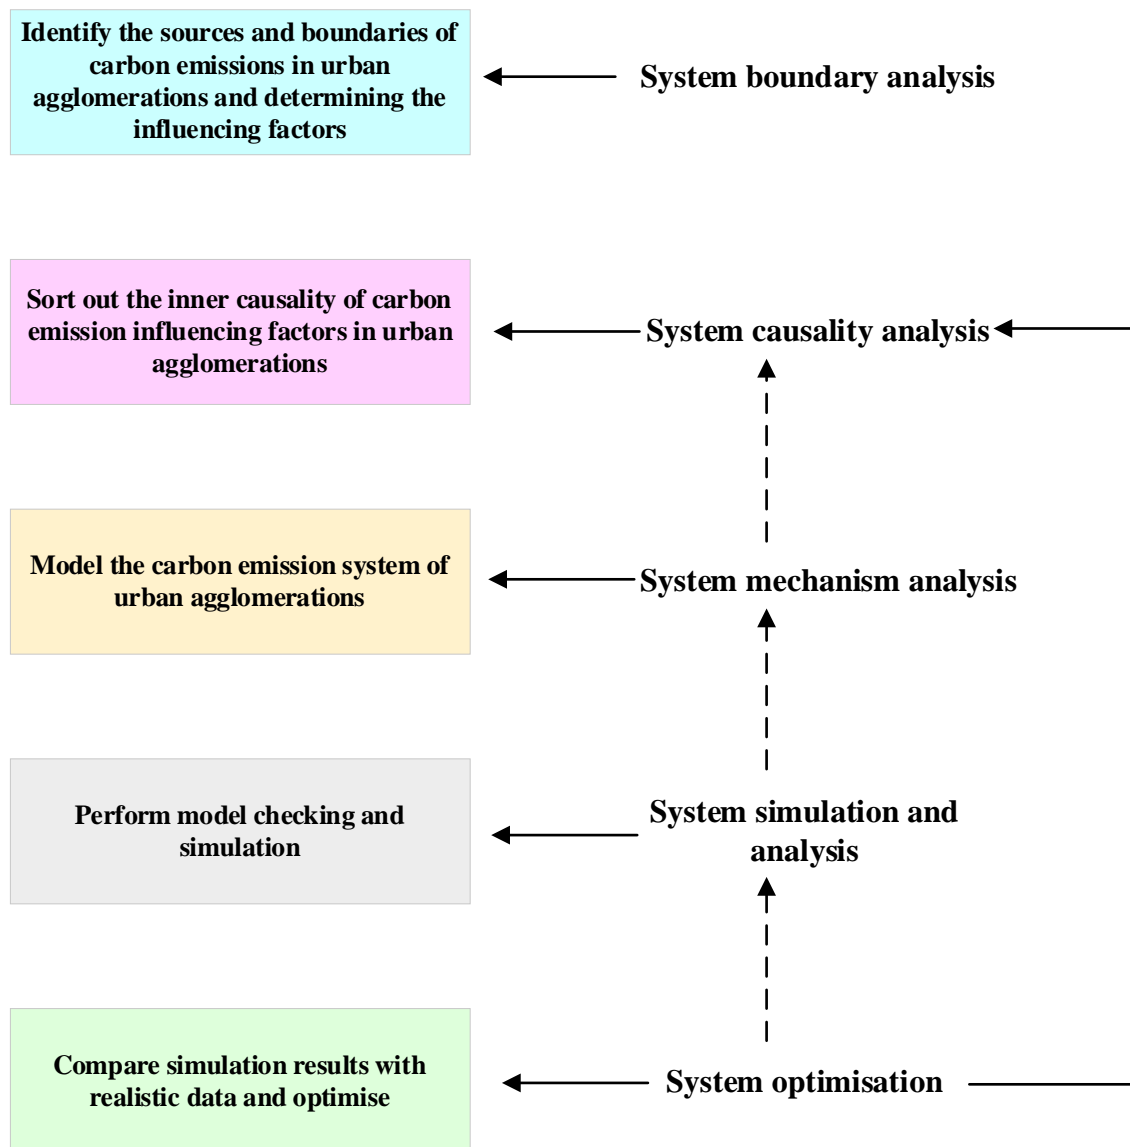 Identify the sources and boundaries of
carbon emissions in urban
agglomerations and determining the
influencing factors
System boundary analysis
Sort out the inner causality of carbon
emission influencing factors in urban
agglomerations
System causality analysis
Model the carbon emission system of
urban agglomerations
System mechanism analysis
Perform model checking and
simulation
System simulation and
analysis
Compare simulation results with
realistic data and optimise
System optimisation